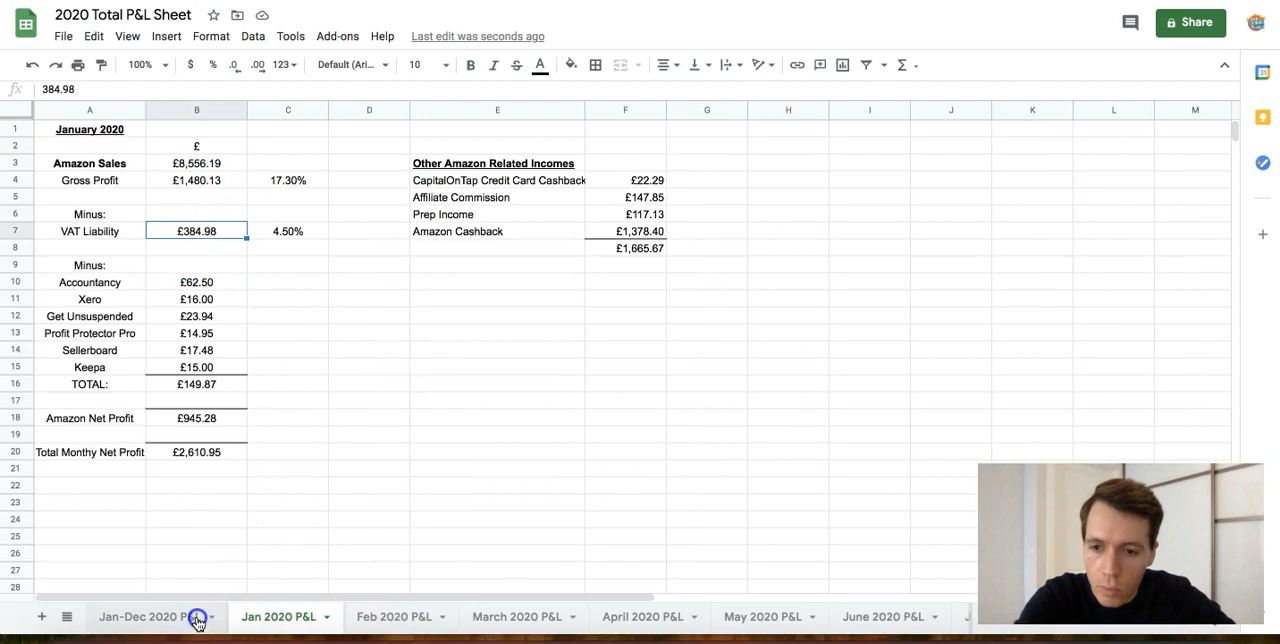 2020 Total P&L Sheet
File Edit View Insert Format Data Tools Add-ons Help Last edit was seconds ago
Share
100% $ % .0 .00 123 Default (Ari... 10 B I S A
fx 384.98
A B C D E F G H I J K L M
1 January 2020
2 £
3 Amazon Sales £8,556.19 Other Amazon Related Incomes
4 Gross Profit £1,480.13 17.30% CapitalOnTap Credit Card Cashback £22.29
5 Affiliate Commission £147.85
6 Minus: Prep Income £117.13
7 VAT Liability £384.98 4.50% Amazon Cashback £1,378.40
8 £1,665.67
9 Minus:
10 Accountancy £62.50
11 Xero £16.00
12 Get Unsuspended £23.94
13 Profit Protector Pro £14.95
14 Sellerboard £17.48
15 Keepa £15.00
16 TOTAL: £149.87
17
18 Amazon Net Profit £945.28
19
20 Total Monthy Net Profit £2,610.95
21
22
23
24
25
26
27
28
Jan-Dec 2020 P&L Jan 2020 P&L Feb 2020 P&L March 2020 P&L April 2020 P&L May 2020 P&L June 2020 P&L J
31